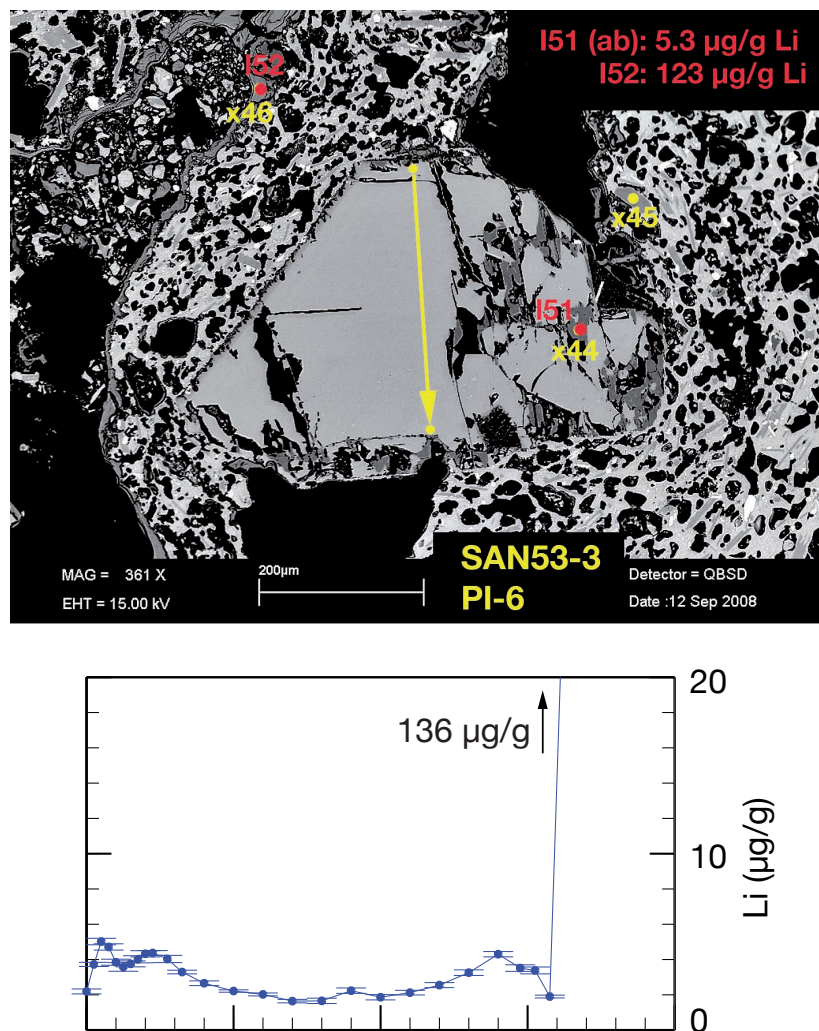 I51 (ab): 5.3 µg/g Li
I52: 123 µg/g Li
I52
x46
x45
I51
x44
SAN53-3
PI-6
MAG = 361 X
EHT = 15.00 kV
200µm
Detector = QBSD
Date :12 Sep 2008
20
136 µg/g
10
Li (µg/g)
0